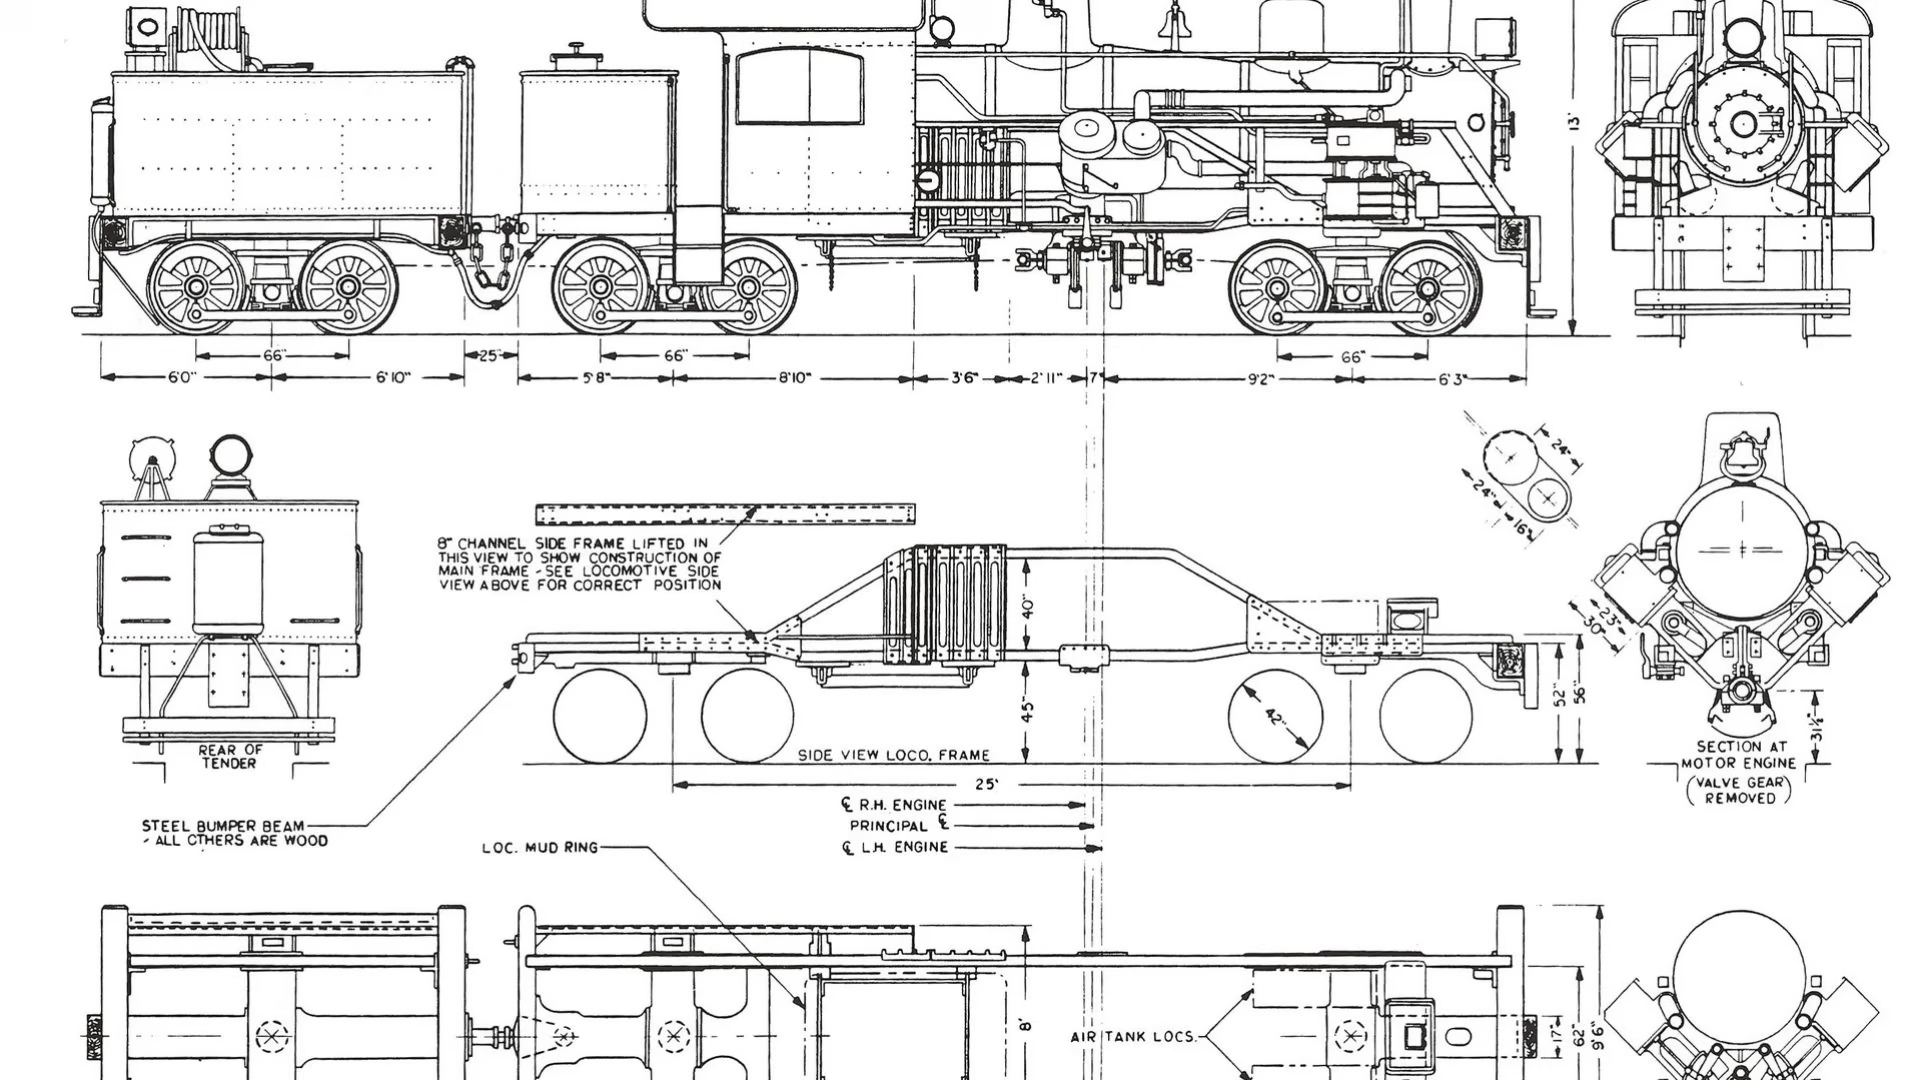 13'
66"
25"
66"
66"
6'0"
6'10"
5'8"
8'10"
3'6"
2'11"
7"
9'2"
6'3"
24"
24"
16"
8" CHANNEL SIDE FRAME LIFTED IN
THIS VIEW TO SHOW CONSTRUCTION OF
MAIN FRAME - SEE LOCOMOTIVE SIDE
VIEW ABOVE FOR CORRECT POSITION
40"
23"
30"
45"
42"
52"
56"
31½"
REAR OF
TENDER
SIDE VIEW LOCO. FRAME
SECTION AT
MOTOR ENGINE
(VALVE GEAR
REMOVED)
25'
℄ R.H. ENGINE
PRINCIPAL ℄
℄ L.H. ENGINE
STEEL BUMPER BEAM
- ALL OTHERS ARE WOOD
LOC. MUD RING
8'
AIR TANK LOCS.
17"
62"
9'6"